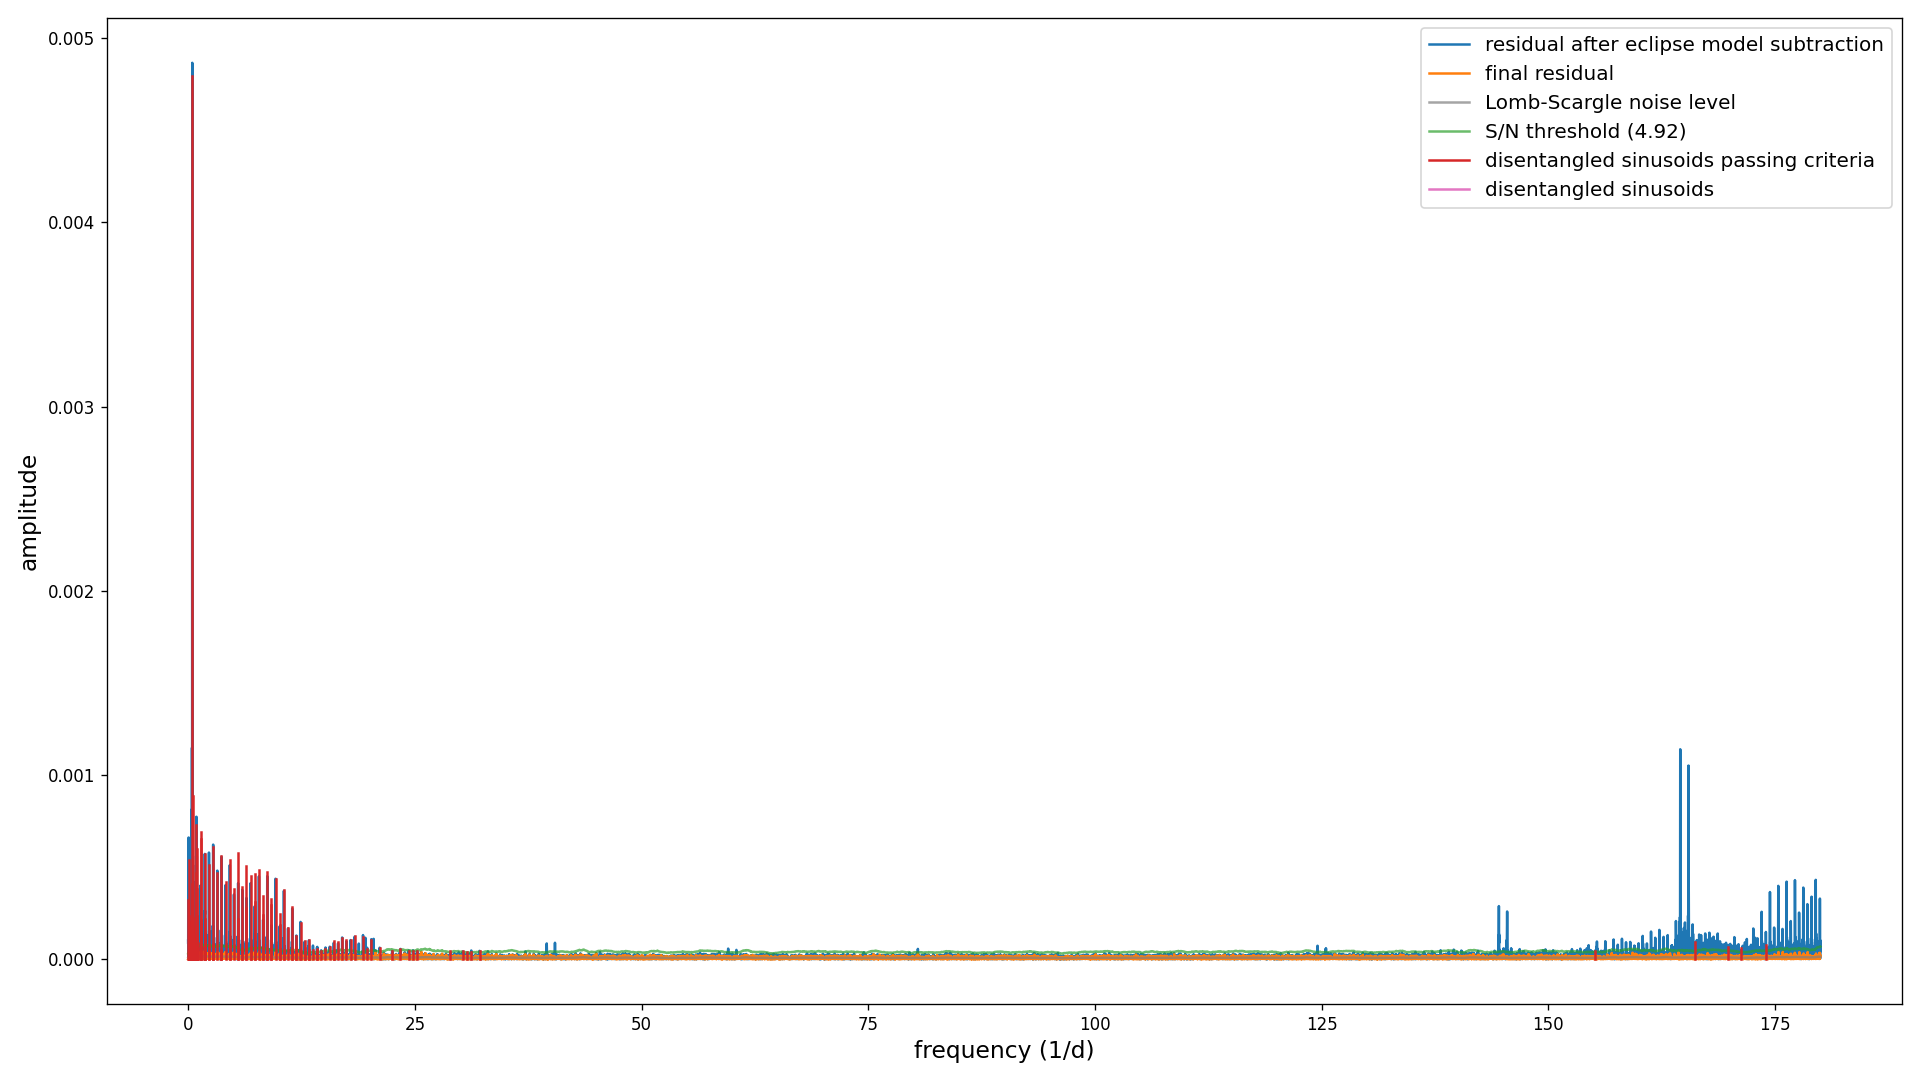 0.005
0.004
0.003
0.002
0.001
0.000
amplitude
0
25
50
75
100
125
150
175
frequency (1/d)
residual after eclipse model subtraction
final residual
Lomb-Scargle noise level
S/N threshold (4.92)
disentangled sinusoids passing criteria
disentangled sinusoids